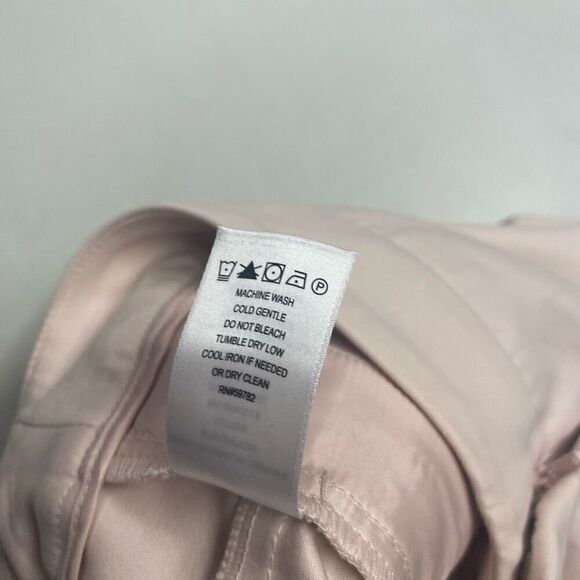 P
MACHINE WASH
COLD GENTLE
DO NOT BLEACH
TUMBLE DRY LOW
COOL IRON IF NEEDED
OR DRY CLEAN
RN#59782